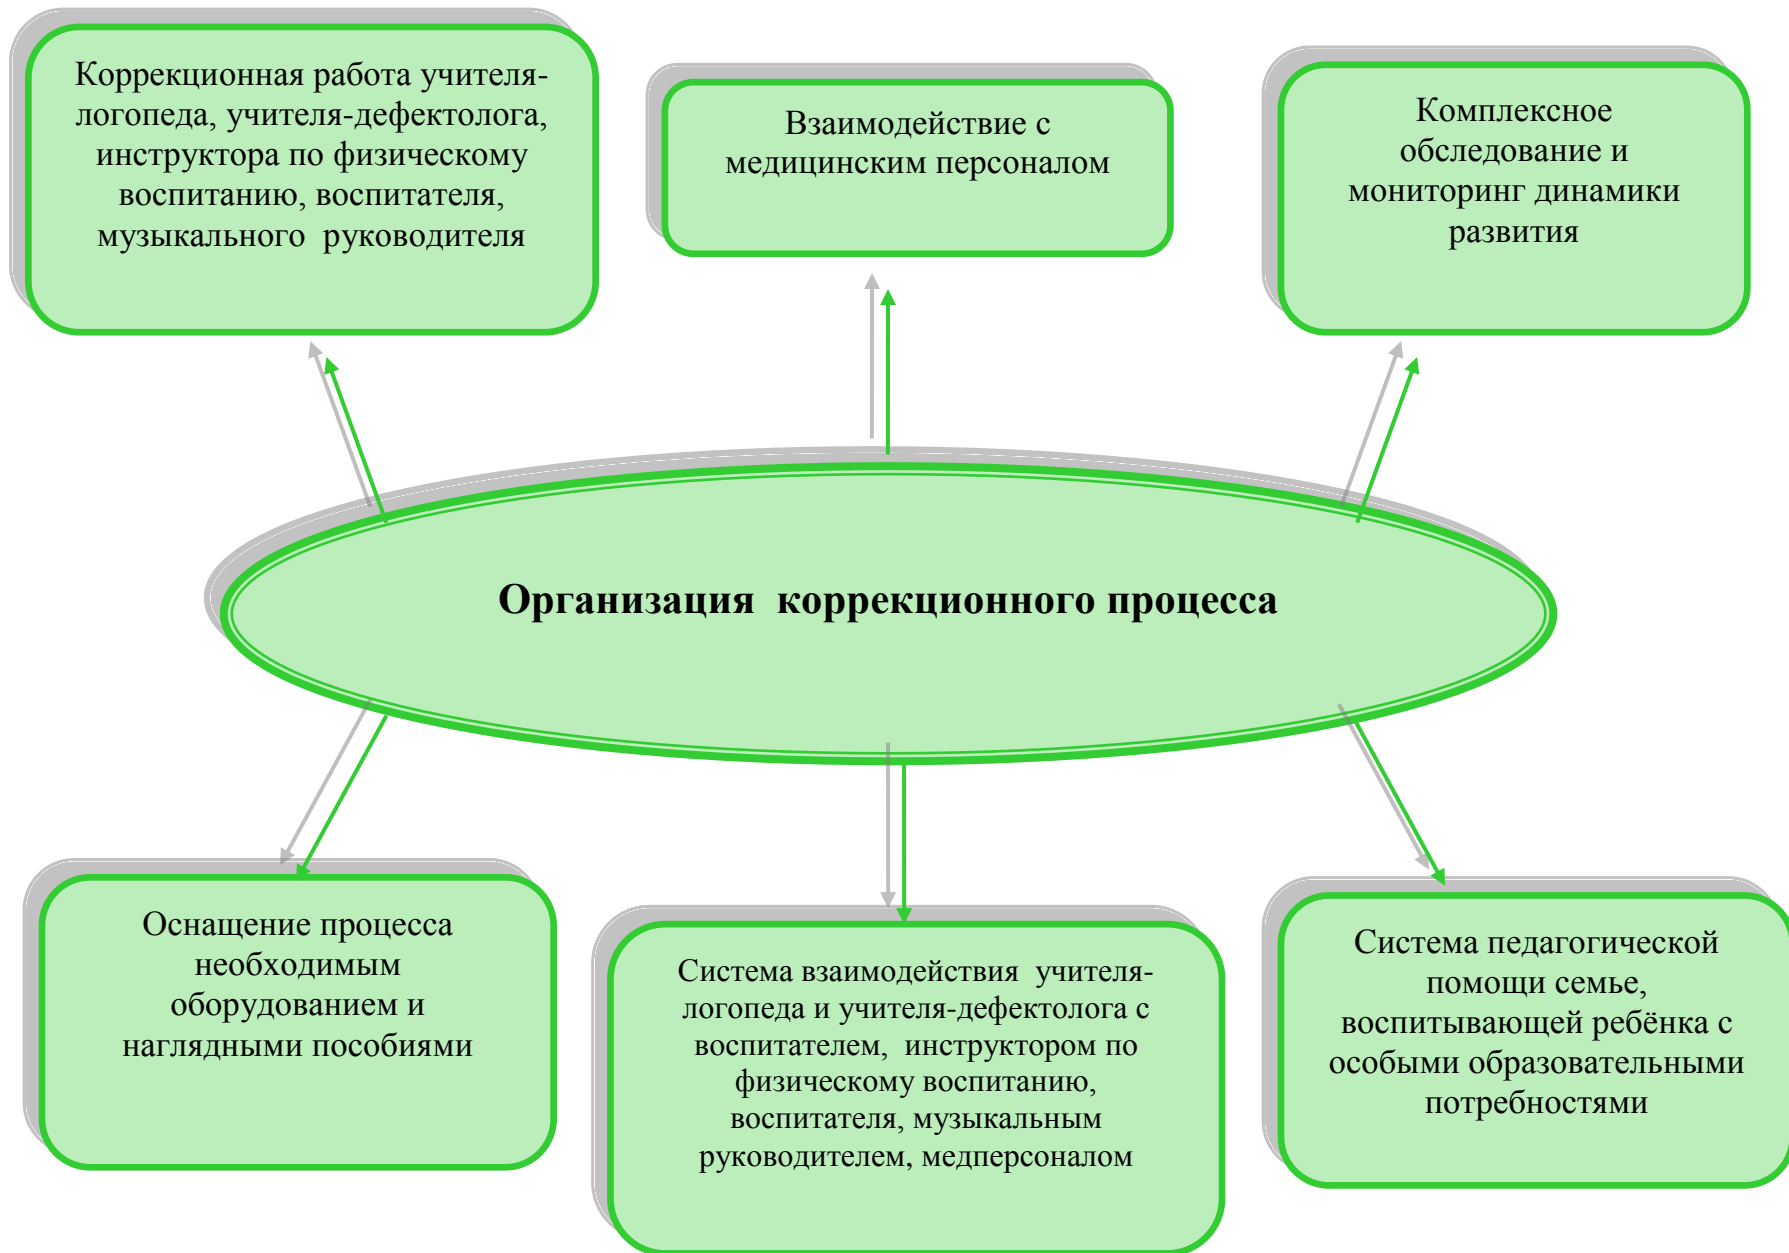 Коррекционная работа учителя-
логопеда, учителя-дефектолога,
инструктора по физическому
воспитанию, воспитателя,
музыкального руководителя
Взаимодействие с
медицинским персоналом
Комплексное
обследование и
мониторинг динамики
развития
Организация коррекционного процесса
Оснащение процесса
необходимым
оборудованием и
наглядными пособиями
Система взаимодействия учителя-
логопеда и учителя-дефектолога с
воспитателем, инструктором по
физическому воспитанию,
воспитателя, музыкальным
руководителем, медперсоналом
Система педагогической
помощи семье,
воспитывающей ребёнка с
особыми образовательными
потребностями